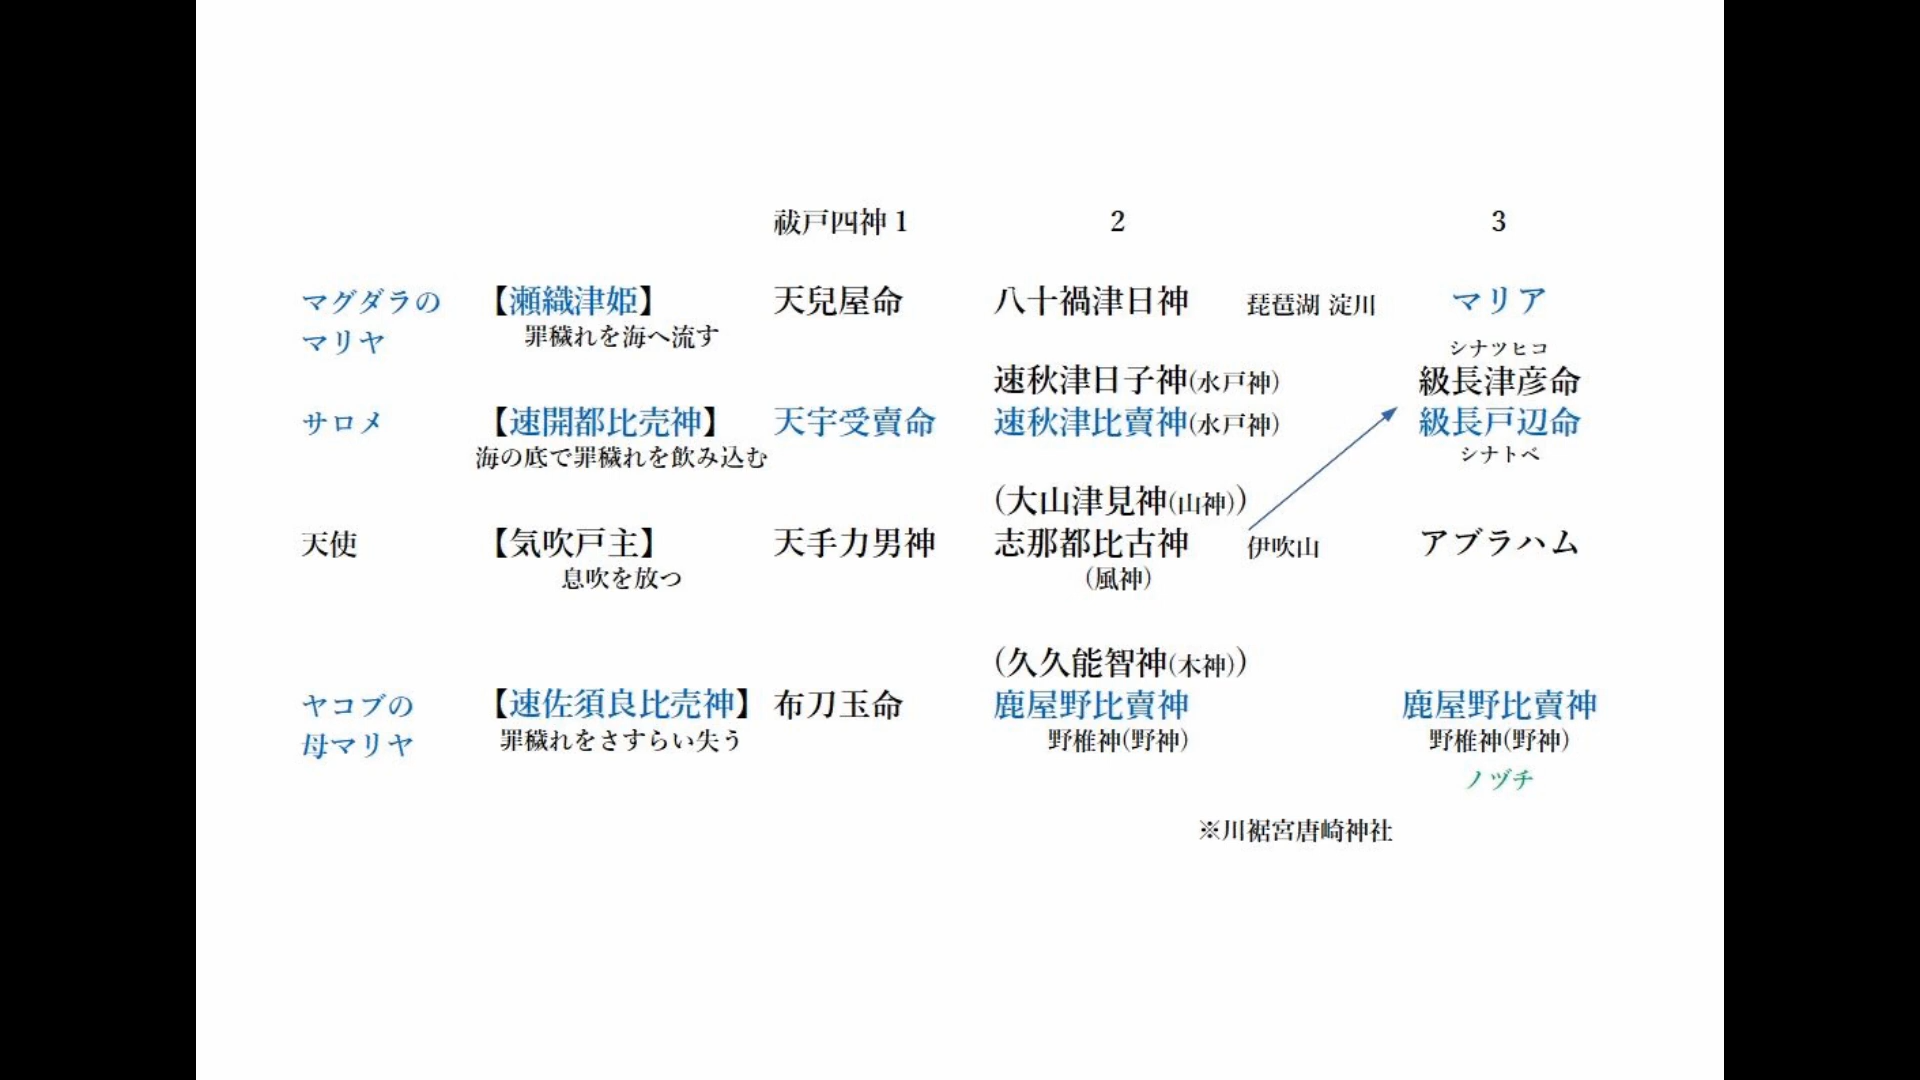 祓戸四神 1 2 3
マグダラの 【瀬織津姫】 天兒屋命 八十禍津日神 琵琶湖 淀川 マリア
マリヤ 罪穢れを海へ流す
シナツヒコ
速秋津日子神(水戸神) 級長津彦命
サロメ 【速開都比売神】 天宇受賣命 速秋津比賣神(水戸神) 級長戸辺命
海の底で罪穢れを飲み込む シナトベ
(大山津見神(山神))
天使 【気吹戸主】 天手力男神 志那都比古神 伊吹山 アブラハム
息吹を放つ (風神)
(久久能智神(木神))
ヤコブの 【速佐須良比売神】 布刀玉命 鹿屋野比賣神 鹿屋野比賣神
母マリヤ 罪穢れをさすらい失う 野椎神(野神) 野椎神(野神)
ノヅチ
※川裾宮唐崎神社